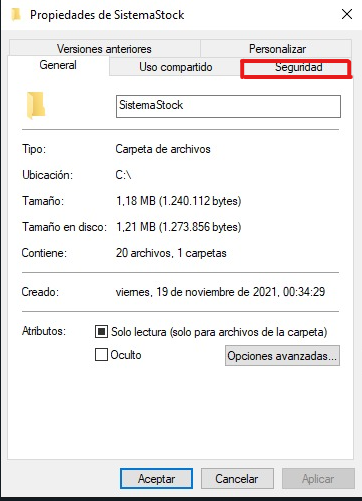 Propiedades de SistemaStock
Versiones anteriores Personalizar
General Uso compartido Seguridad
SistemaStock
Tipo: Carpeta de archivos
Ubicación: C:\
Tamaño: 1,18 MB (1.240.112 bytes)
Tamaño en disco: 1,21 MB (1.273.856 bytes)
Contiene: 20 archivos, 1 carpetas
Creado: viernes, 19 de noviembre de 2021, 00:34:29
Atributos: Solo lectura (solo para archivos de la carpeta)
Oculto Opciones avanzadas...
Aceptar Cancelar Aplicar